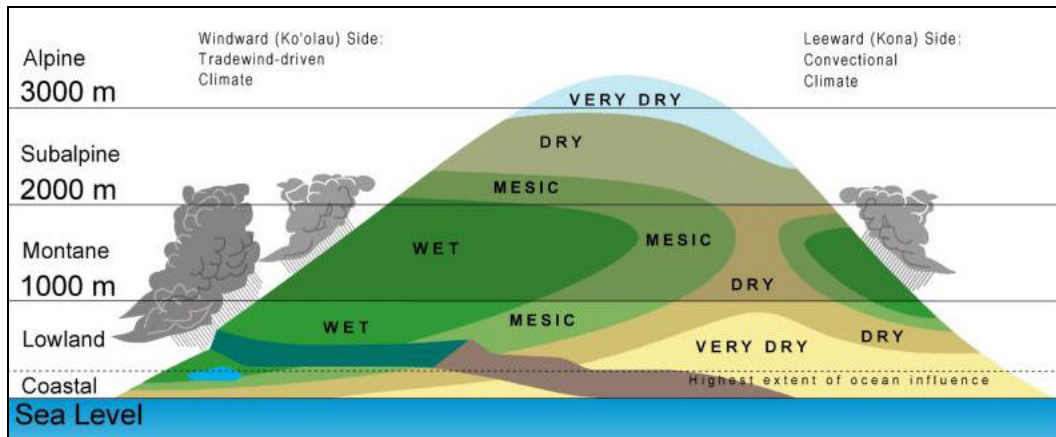 Windward (Ko'olau) Side:
Tradewind-driven
Climate
Leeward (Kona) Side:
Convectional
Climate
Alpine
3000 m
VERY DRY
DRY
Subalpine
MESIC
2000 m
WET
MESIC
Montane
DRY
1000 m
WET
MESIC
Lowland
VERY DRY
DRY
Coastal
Highest extent of ocean influence
Sea Level